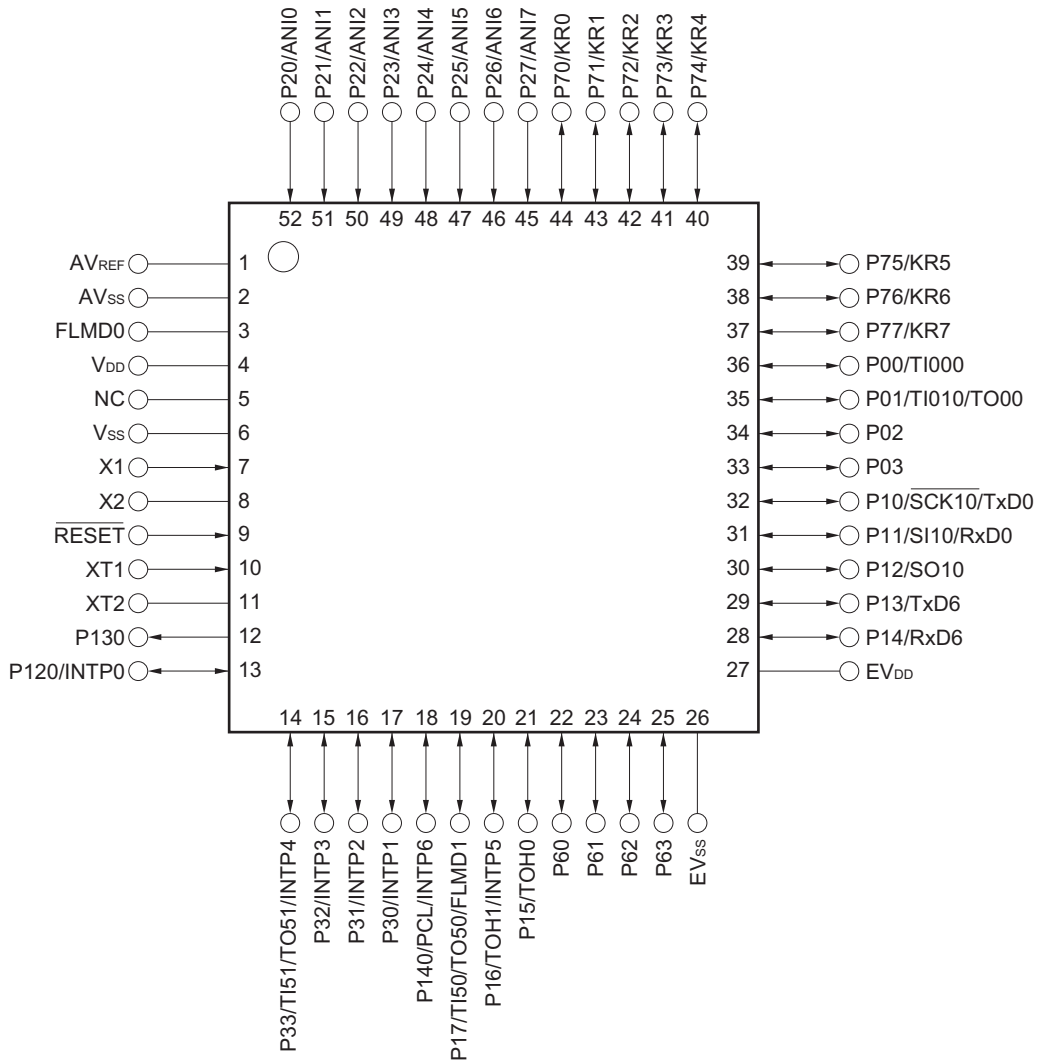 P20/ANI0
P21/ANI1
P22/ANI2
P23/ANI3
P24/ANI4
P25/ANI5
P26/ANI6
P27/ANI7
P70/KR0
P71/KR1
P72/KR2
P73/KR3
P74/KR4
52 51 50 49 48 47 46 45 44 43 42 41 40
AVREF 1
AVSS 2
FLMD0 3
VDD 4
NC 5
VSS 6
X1 7
X2 8
RESET 9
XT1 10
XT2 11
P130 12
P120/INTP0 13
39 P75/KR5
38 P76/KR6
37 P77/KR7
36 P00/TI000
35 P01/TI010/TO00
34 P02
33 P03
32 P10/SCK10/TxD0
31 P11/SI10/RxD0
30 P12/SO10
29 P13/TxD6
28 P14/RxD6
27 EVDD
14 15 16 17 18 19 20 21 22 23 24 25 26
P33/TI51/TO51/INTP4
P32/INTP3
P31/INTP2
P30/INTP1
P140/PCL/INTP6
P17/TI50/TO50/FLMD1
P16/TOH1/INTP5
P15/TOH0
P60
P61
P62
P63
EVSS